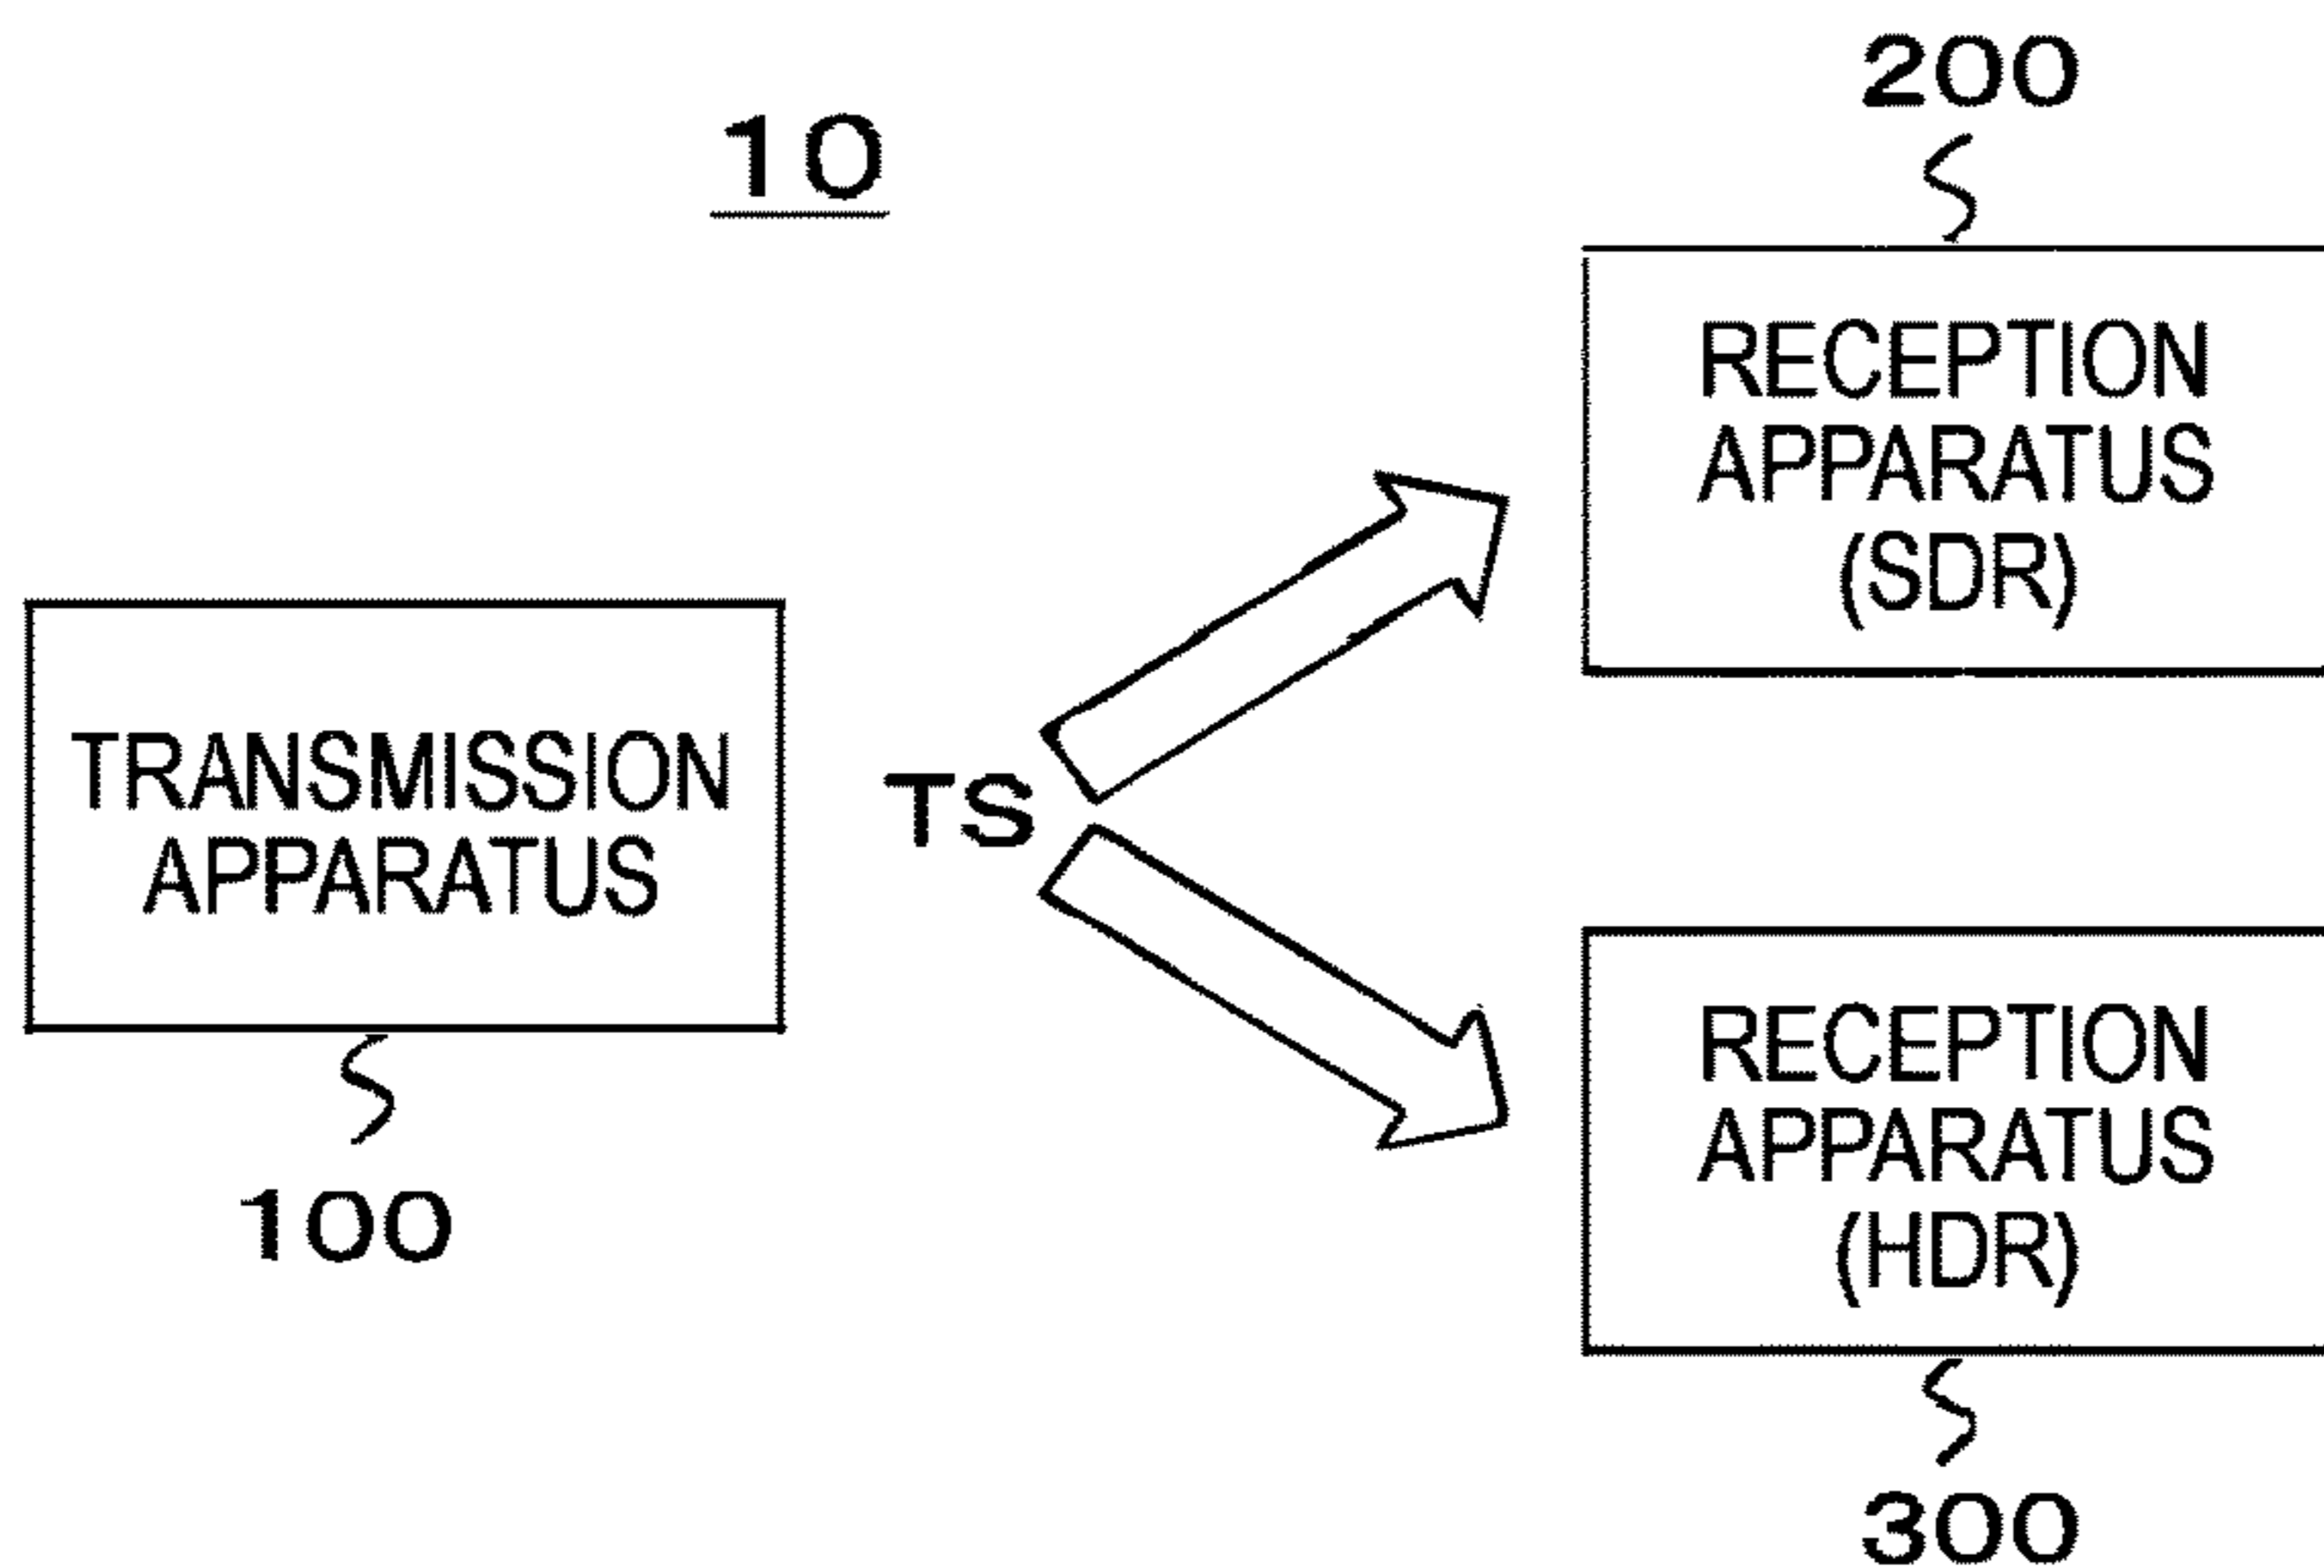 10
200
RECEPTION
APPARATUS
(SDR)
TRANSMISSION
APPARATUS
100
TS
RECEPTION
APPARATUS
(HDR)
300